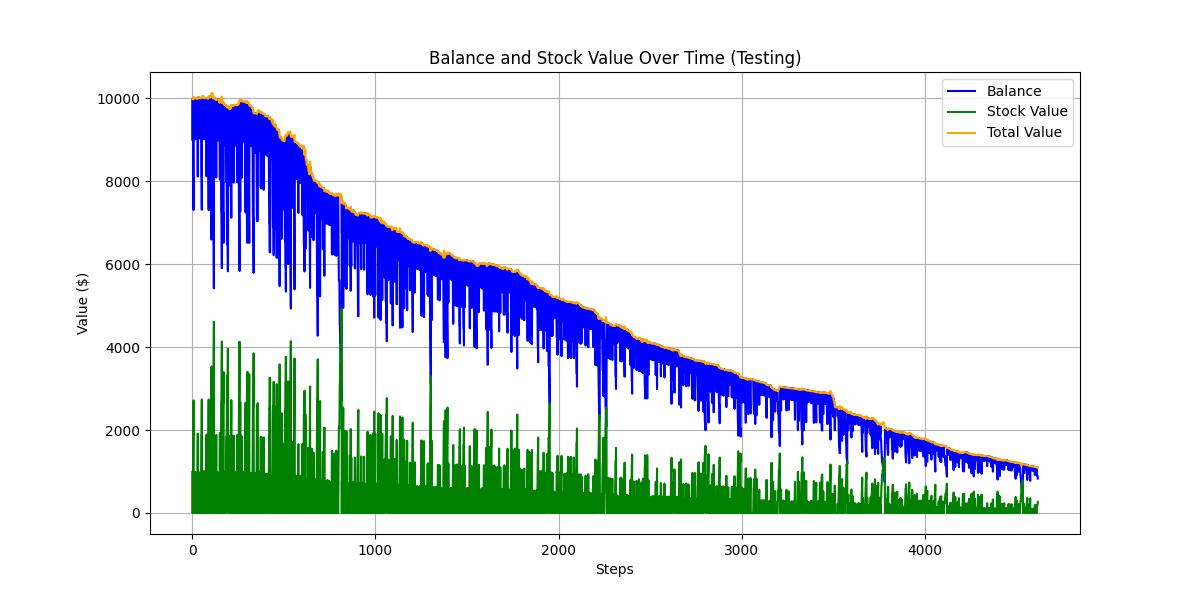 Balance and Stock Value Over Time (Testing)
Balance
Stock Value
Total Value
Value ($)
10000
8000
6000
4000
2000
0
0 1000 2000 3000 4000
Steps